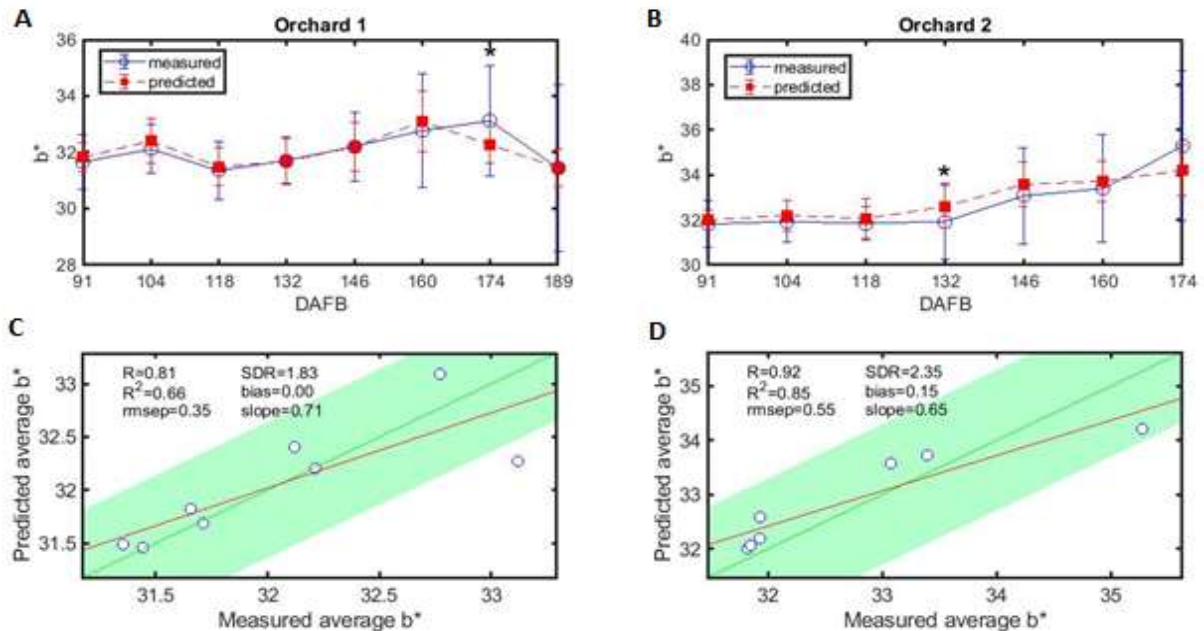 A
Orchard 1
36
34
32
30
28
b*
measured
predicted
*
91 104 118 132 146 160 174 189
DAFB
B
Orchard 2
40
38
36
34
32
30
b*
measured
predicted
*
91 104 118 132 146 160 174
DAFB
C
Predicted average b*
33
32.5
32
31.5
R=0.81 SDR=1.83
R²=0.66 bias=0.00
rmsep=0.35 slope=0.71
31.5 32 32.5 33
Measured average b*
D
Predicted average b*
35
34
33
32
R=0.92 SDR=2.35
R²=0.85 bias=0.15
rmsep=0.55 slope=0.65
32 33 34 35
Measured average b*